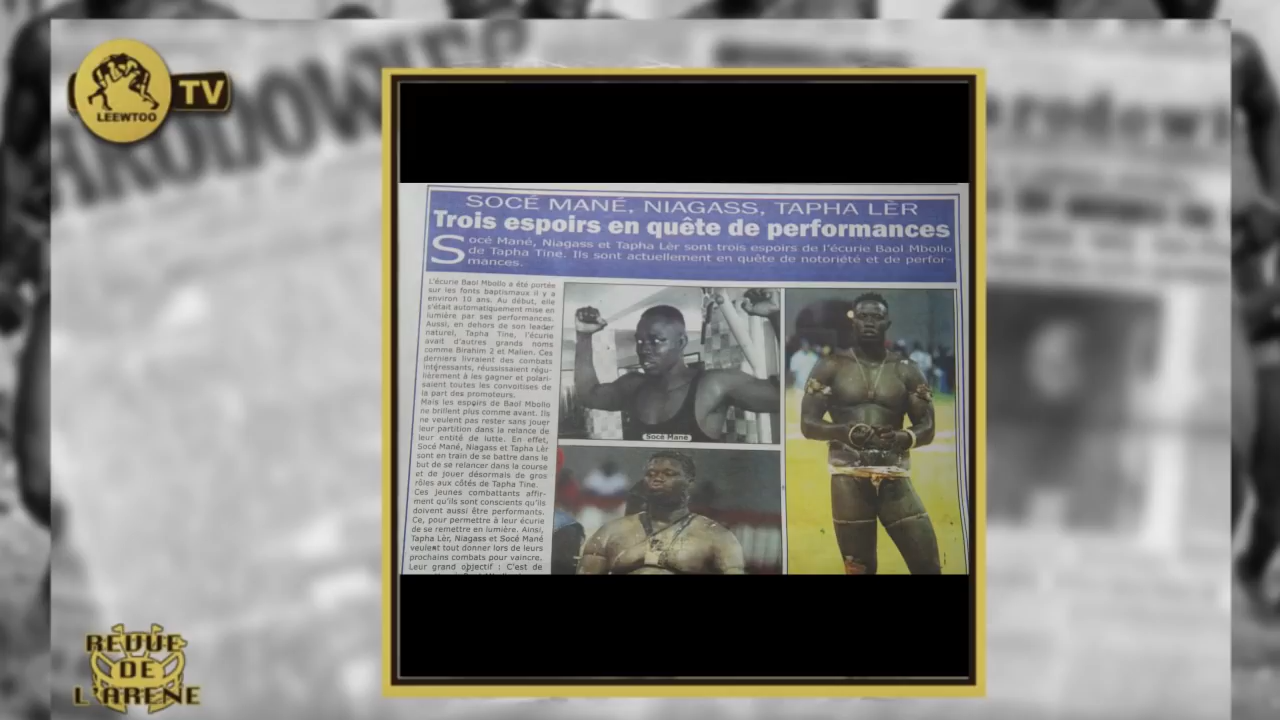 LEEWTOO
TV
SOCÉ MANÉ, NIAGASS, TAPHA LÈR
Trois espoirs en quête de performances
Socé Mané, Niagass et Tapha Lèr sont trois espoirs de l'écurie Baol Mbollo
de Tapha Tine. Ils sont actuellement en quête de notoriété et de perfor-
mances.
L'écurie Baol Mbollo a été portée
sur les fonts baptismaux il y a
environ 10 ans. Au début, elle
s'était automatiquement mise en
lumière par ses performances.
Aussi, en dehors de son leader
naturel, Tapha Tine, l'écurie
avait d'autres grands noms
comme Birahim 2 et Malien. Ces
derniers livraient des combats
intéressants, réussissaient régu-
lièrement à les gagner et polari-
saient toutes les convoitises de
la part des promoteurs.
Mais les espoirs de Baol Mbollo
ne brillent plus comme avant. Ils
ne veulent pas rester sans jouer
leur partition dans la relance de
leur entité de lutte. En effet,
Socé Mané, Niagass et Tapha Lèr
sont en train de se battre dans le
but de se relancer dans la course
et de jouer désormais de gros
rôles aux côtés de Tapha Tine.
Ces jeunes combattants affir-
ment qu'ils sont conscients qu'ils
doivent aussi être performants.
Ce, pour permettre à leur écurie
de se remettre en lumière. Ainsi,
Tapha Lèr, Niagass et Socé Mané
veulent tout donner lors de leurs
prochains combats pour vaincre.
Leur grand objectif : C'est de
Socé Mané
REVUE
DE
L'ARENE